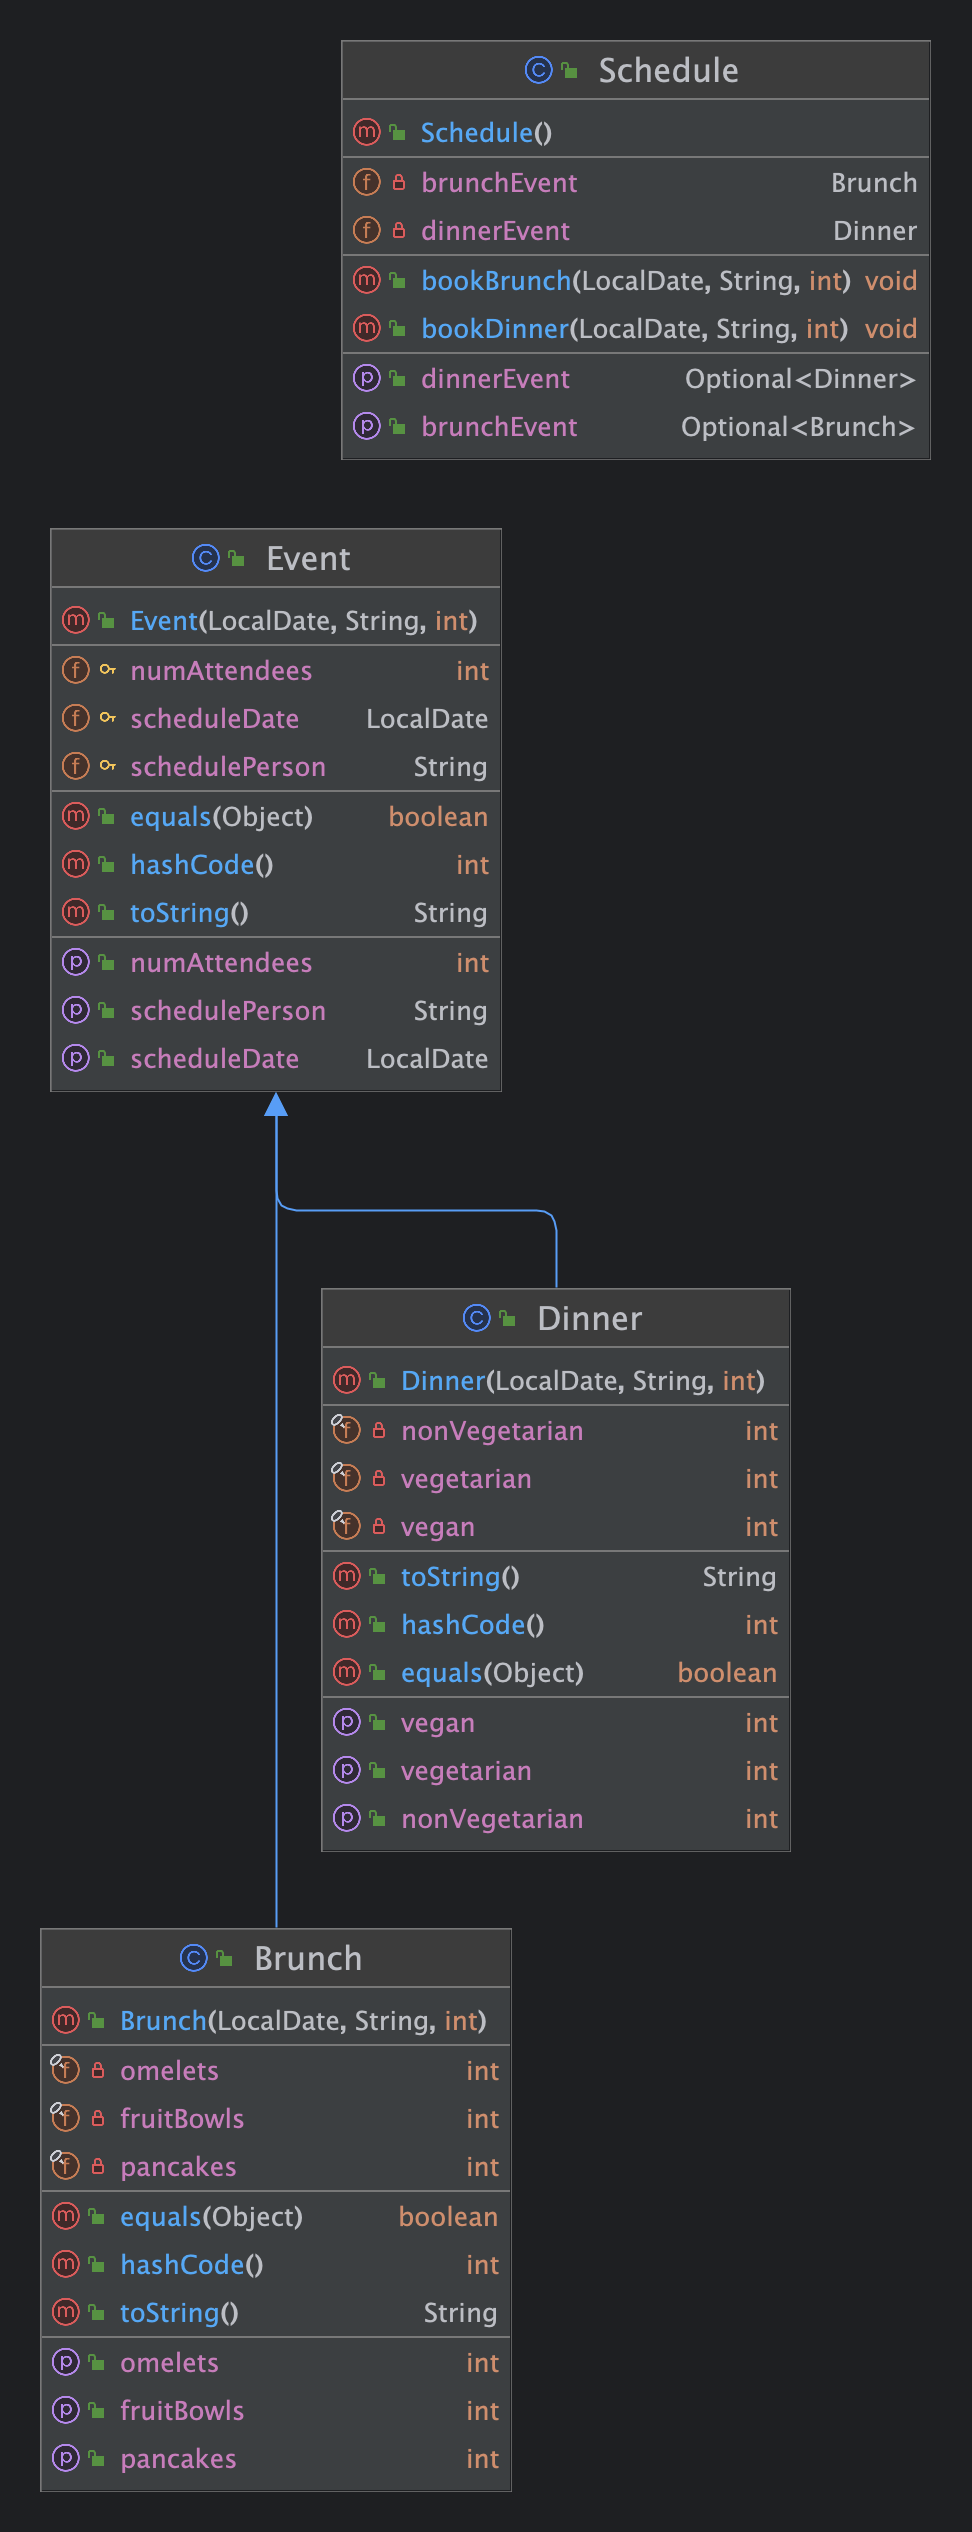 Schedule
Schedule()
brunchEvent Brunch
dinnerEvent Dinner
bookBrunch(LocalDate, String, int) void
bookDinner(LocalDate, String, int) void
dinnerEvent Optional<Dinner>
brunchEvent Optional<Brunch>
Event
Event(LocalDate, String, int)
numAttendees int
scheduleDate LocalDate
schedulePerson String
equals(Object) boolean
hashCode() int
toString() String
numAttendees int
schedulePerson String
scheduleDate LocalDate
Dinner
Dinner(LocalDate, String, int)
nonVegetarian int
vegetarian int
vegan int
toString() String
hashCode() int
equals(Object) boolean
vegan int
vegetarian int
nonVegetarian int
Brunch
Brunch(LocalDate, String, int)
omelets int
fruitBowls int
pancakes int
equals(Object) boolean
hashCode() int
toString() String
omelets int
fruitBowls int
pancakes int